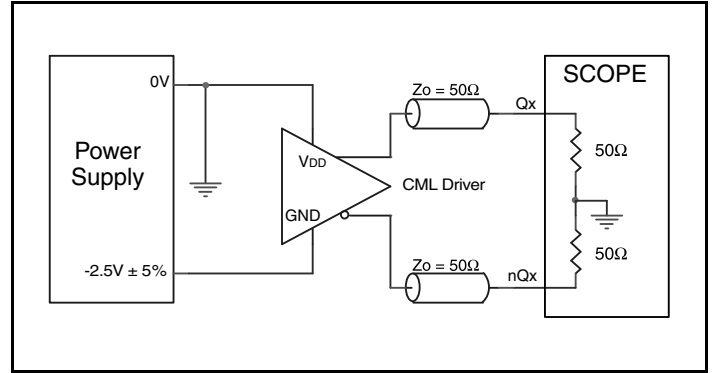 SCOPE
0V
Zo = 50Ω
Qx
Power
Supply
VDD
50Ω
CML Driver
GND
50Ω
-2.5V ± 5%
Zo = 50Ω
nQx